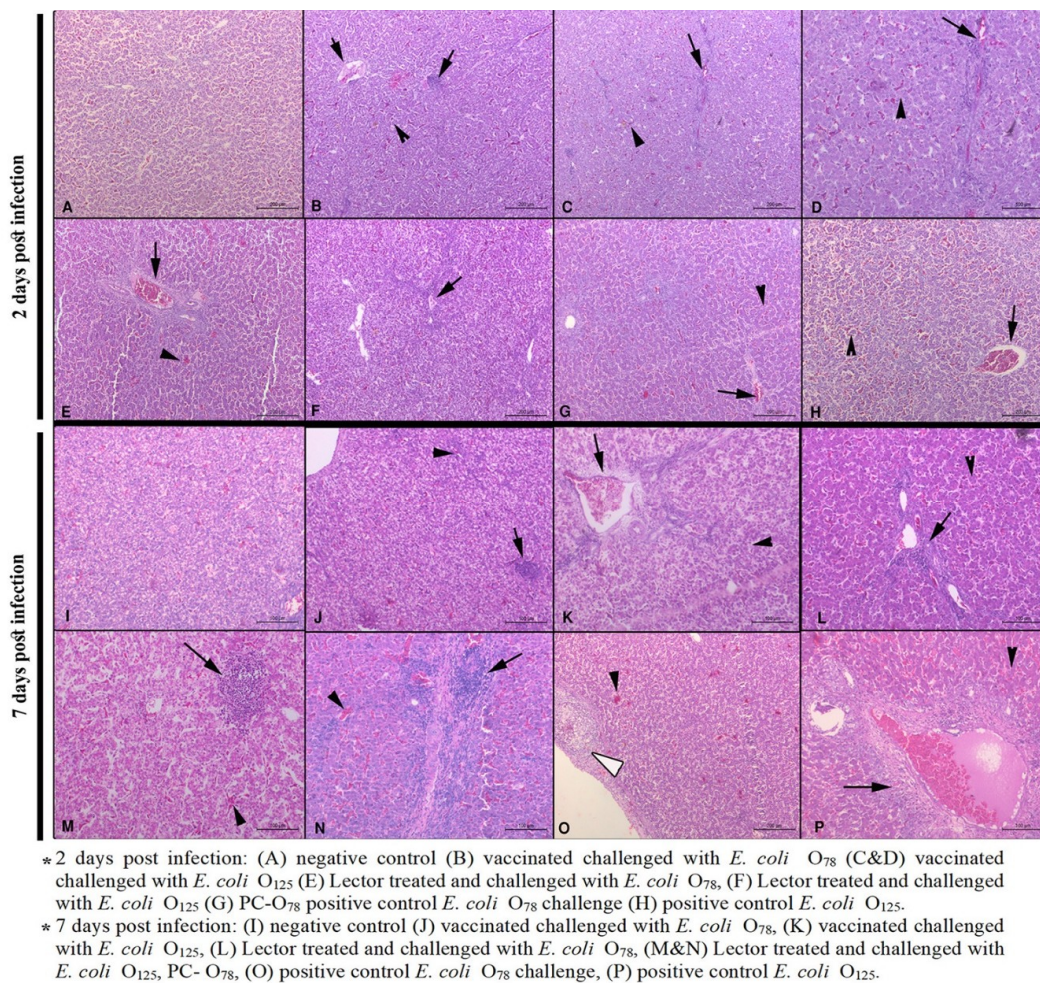 2 days post infection
A
B
C
D
E
F
G
H
7 days post infection
I
J
K
L
M
N
O
P
* 2 days post infection: (A) negative control (B) vaccinated challenged with E. coli O78 (C&D) vaccinated
challenged with E. coli O125 (E) Lector treated and challenged with E. coli O78, (F) Lector treated and challenged
with E. coli O125 (G) PC-O78 positive control E. coli O78 challenge (H) positive control E. coli O125.
* 7 days post infection: (I) negative control (J) vaccinated challenged with E. coli O78, (K) vaccinated
challenged with E. coli O125, (L) Lector treated and challenged with E. coli O78, (M&N) Lector treated and challenged with
E. coli O125, PC- O78, (O) positive control E. coli O78 challenge, (P) positive control E. coli O125.